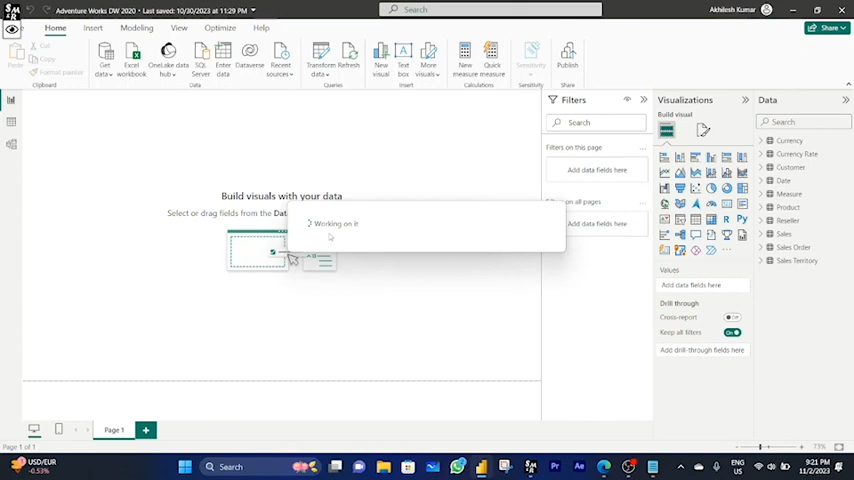 Adventure Works DW 2020 • Last saved: 10/30/2023 at 11:29 PM
Search
Akhilesh Kumar
Home
Insert
Modeling
View
Optimize
Help
Share
Paste
Cut
Copy
Format painter
Get data
Excel workbook
OneLake data hub
SQL Server
Enter data
Dataverse
Recent sources
Transform data
Refresh
New visual
Text box
More visuals
New measure
Quick measure
Sensitivity
Publish
Clipboard
Data
Queries
Insert
Calculations
Sensitivity
Share
Build visuals with your data
Select or drag fields from the Dat
Working on it
Filters
Search
Filters on this page
...
Add data fields here
on all pages
...
data fields here
Visualizations
Build visual
R
Py
Values
Add data fields here
Drill through
Cross-report
Off
Keep all filters
On
Add drill-through fields here
Data
Search
Currency
Currency Rate
Customer
Date
Measure
Product
Reseller
Sales
Sales Order
Sales Territory
Page 1
Page 1 of 1
73%
USD/EUR
-0.53%
Search
Pr
Ae
ENG
US
9:21 PM
11/2/2023